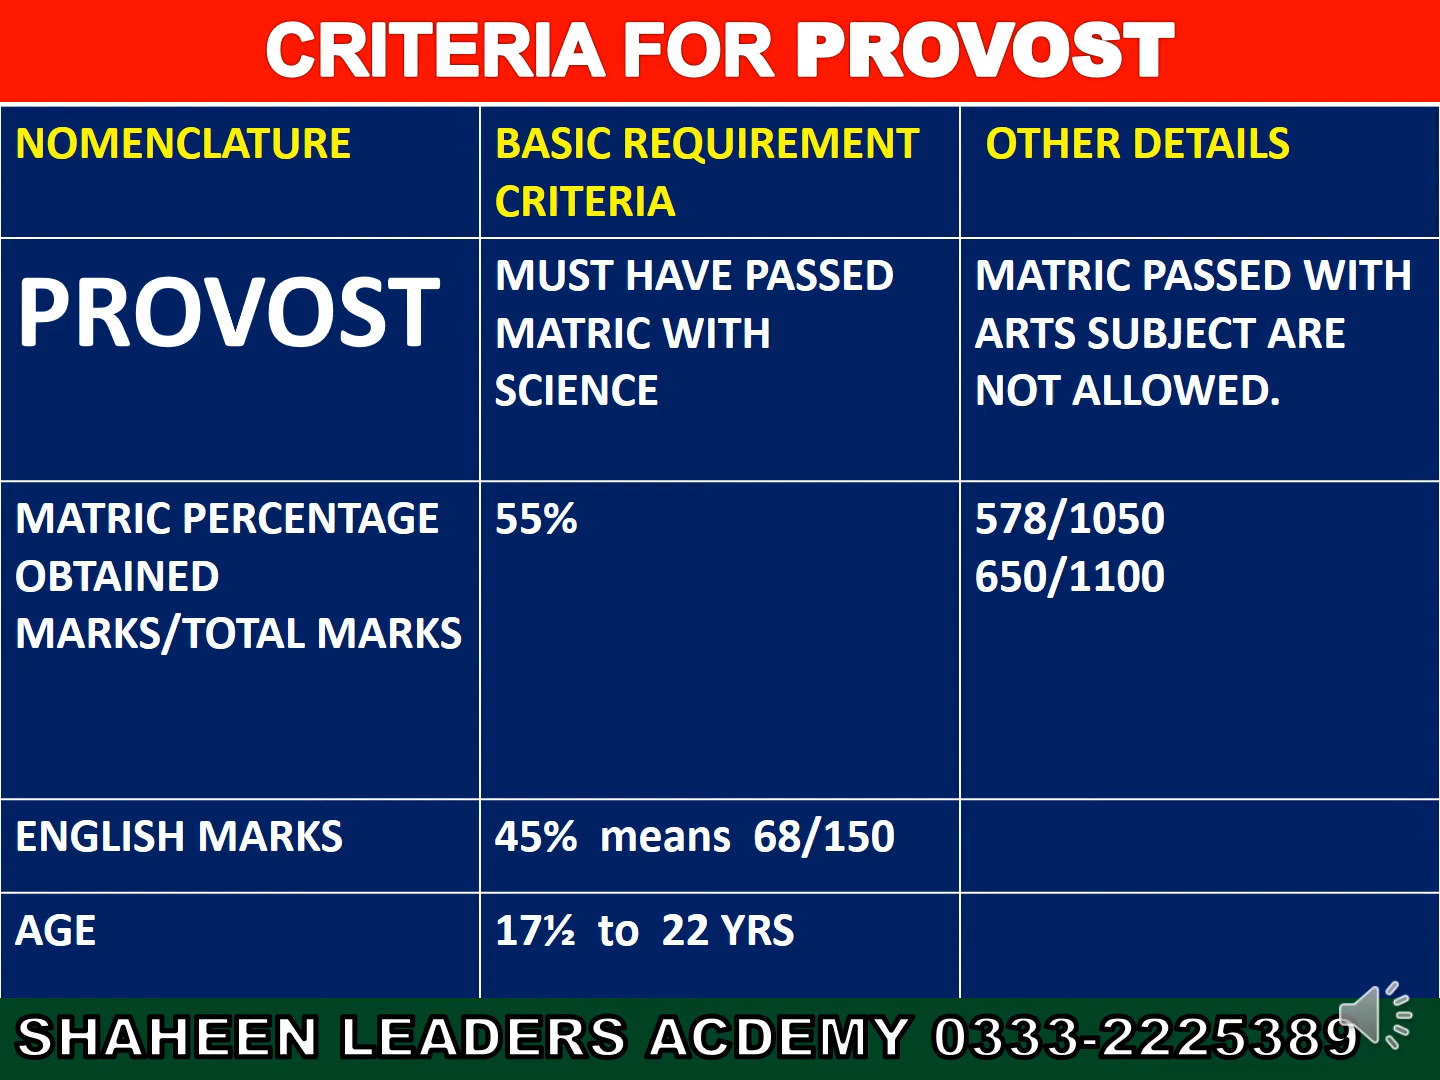 CRITERIA FOR PROVOST
NOMENCLATURE
BASIC REQUIREMENT
CRITERIA
OTHER DETAILS
PROVOST
MUST HAVE PASSED
MATRIC WITH
SCIENCE
MATRIC PASSED WITH
ARTS SUBJECT ARE
NOT ALLOWED.
MATRIC PERCENTAGE
OBTAINED
MARKS/TOTAL MARKS
55%
578/1050
650/1100
ENGLISH MARKS
45% means 68/150
AGE
17½ to 22 YRS
SHAHEEN LEADERS ACDEMY 0333-2225389